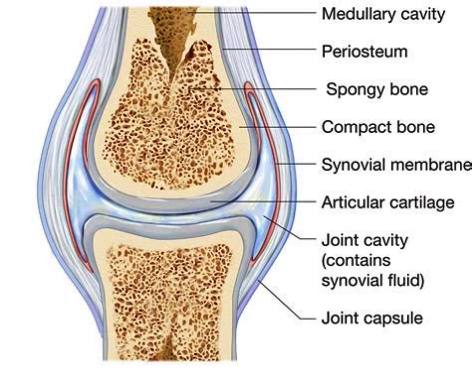 Medullary cavity
Periosteum
Spongy bone
Compact bone
Synovial membrane
Articular cartilage
Joint cavity
(contains
synovial fluid)
Joint capsule